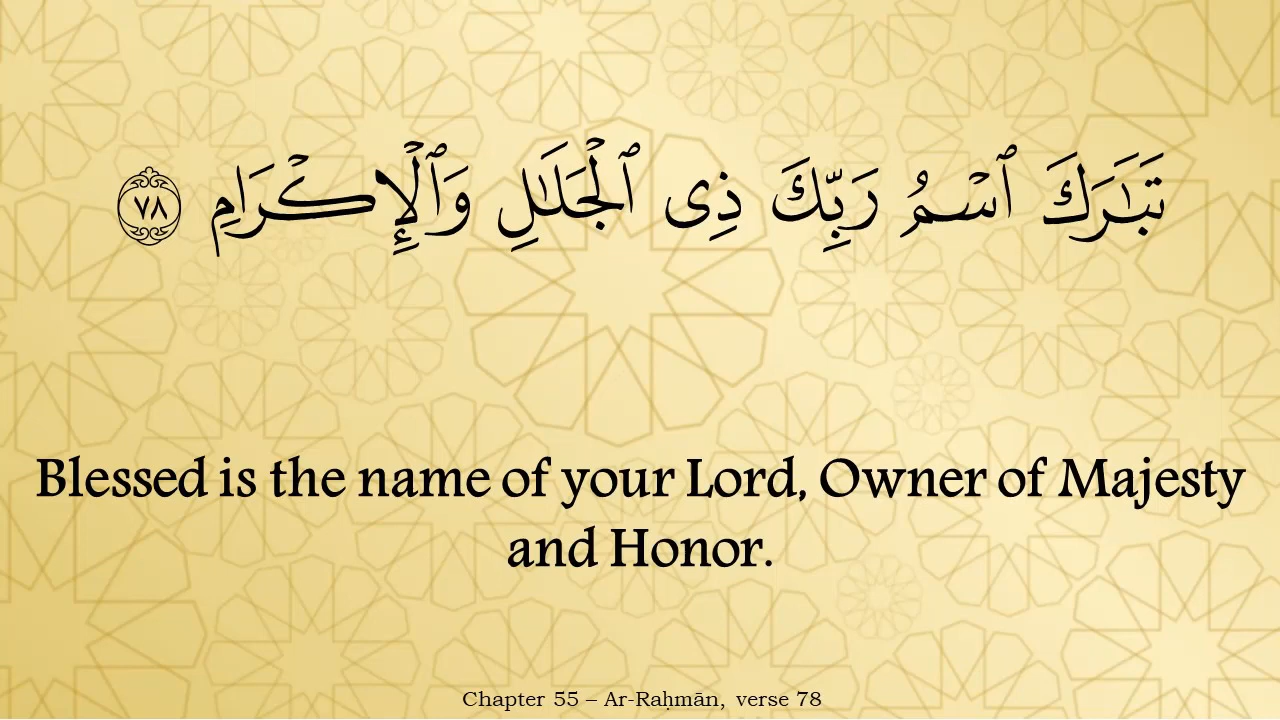 تَبَـٰرَكَ ٱسْمُ رَبِّكَ ذِى ٱلْجَلَـٰلِ وَٱلْإِكْرَامِ ٧٨
Blessed is the name of your Lord, Owner of Majesty
and Honor.
Chapter 55 – Ar-Raḥmān, verse 78